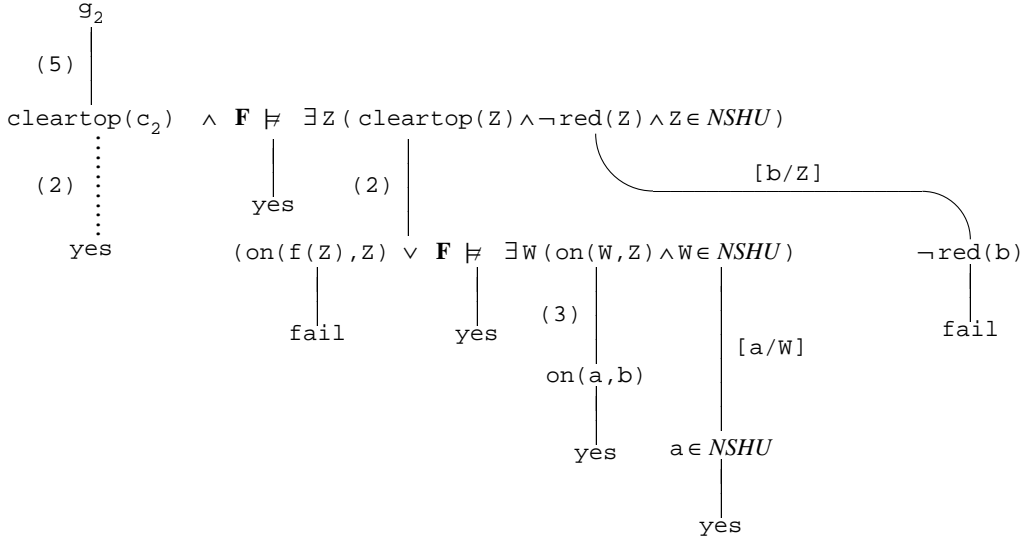 g₂
(5)
cleartop(c₂) ∧ F ⊭ ∃Z(cleartop(Z)∧¬red(Z)∧Z∈NSHU)
(2) (2) [b/Z]
yes
yes (on(f(Z),Z) ∨ F ⊭ ∃W(on(W,Z)∧W∈NSHU) ¬red(b)
(3)
fail yes fail
[a/W]
on(a,b)
yes a∈NSHU
yes